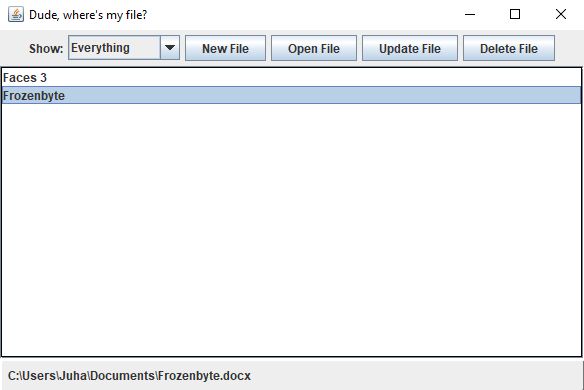 Dude, where's my file?
Show: Everything New File Open File Update File Delete File
Faces 3
Frozenbyte
C:\Users\Juha\Documents\Frozenbyte.docx